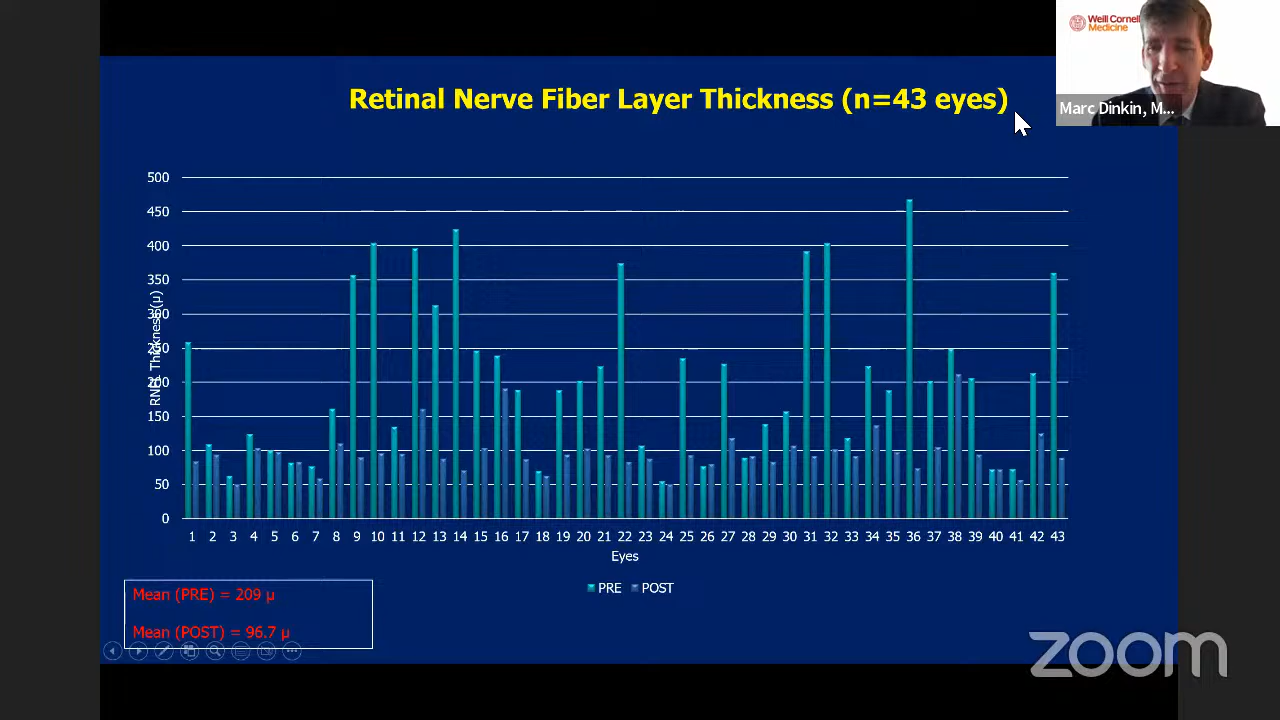 Weill Cornell
Medicine
Marc Dinkin, M...
Retinal Nerve Fiber Layer Thickness (n=43 eyes)
500
450
400
350
300
250
200
150
100
50
0
RNFL Thickness (µ)
1 2 3 4 5 6 7 8 9 10 11 12 13 14 15 16 17 18 19 20 21 22 23 24 25 26 27 28 29 30 31 32 33 34 35 36 37 38 39 40 41 42 43
Eyes
PRE POST
Mean (PRE) = 209 µ
Mean (POST) = 96.7 µ
zoom